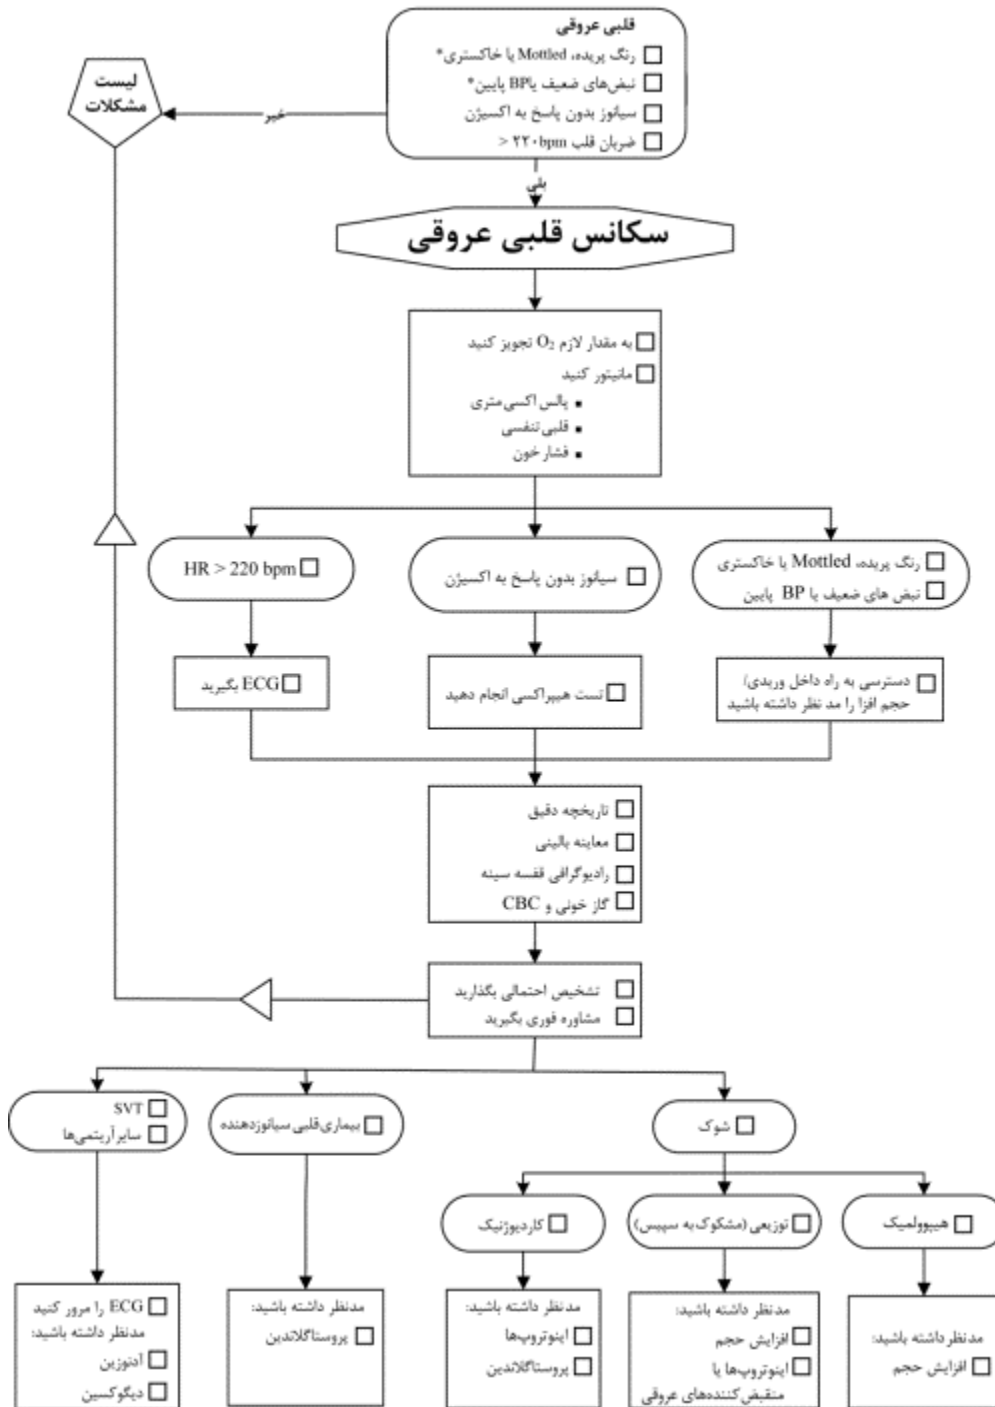 قلبی عروقی
رنگ پریده، Mottled یا خاکستری*
نبض‌های ضعیف یا BP پایین*
سیانوز بدون پاسخ به اکسیژن
ضربان قلب ۲۲۰bpm <
لیست
مشکلات
خیر
بلی
سکانس قلبی عروقی
به مقدار لازم O₂ تجویز کنید
مانیتور کنید
▪ پالس اکسی متری
▪ قلبی تنفسی
▪ فشار خون
رنگ پریده، Mottled یا خاکستری
نبض های ضعیف یا BP پایین
سیانوز بدون پاسخ به اکسیژن
HR > 220 bpm
دسترسی به راه داخل وریدی/
حجم افزا را مد نظر داشته باشید
تست هیپراکسی انجام دهید
ECG بگیرید
تاریخچه دقیق
معاینه بالینی
رادیوگرافی قفسه سینه
گاز خونی و CBC
تشخیص احتمالی بگذارید
مشاوره فوری بگیرید
شوک
بیماری قلبی سیانوزدهنده
SVT
سایر آریتمی‌ها
هیپوولمیک
توزیعی (مشکوک به سپسس)
کاردیوژنیک
مدنظر داشته باشید:
افزایش حجم
مدنظر داشته باشید:
افزایش حجم
اینوتروپ‌ها یا
منقبض‌کننده‌های عروقی
مدنظر داشته باشید:
اینوتروپ‌ها
پروستاگلاندین
مدنظر داشته باشید:
پروستاگلاندین
ECG را مرور کنید
مدنظر داشته باشید:
آدنوزین
دیگوکسین